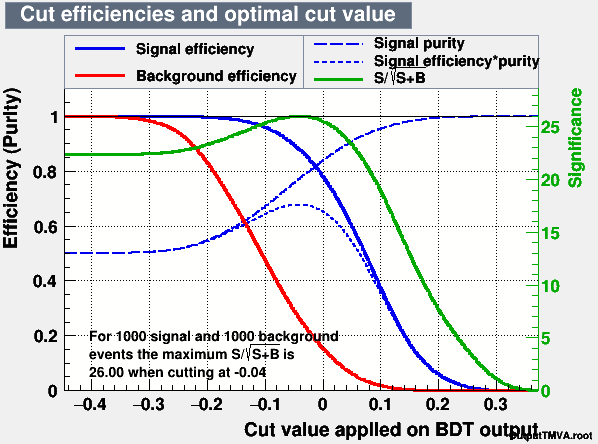 Cut efficiencies and optimal cut value
Signal efficiency
Background efficiency
Signal purity
Signal efficiency*purity
S/√S+B
Efficiency (Purity)
1
0.8
0.6
0.4
0.2
0
Significance
25
20
15
10
5
0
For 1000 signal and 1000 background
events the maximum S/√S+B is
26.00 when cutting at -0.04
−0.4 −0.3 −0.2 −0.1 0 0.1 0.2 0.3
Cut value applied on BDT output
TMVA.root